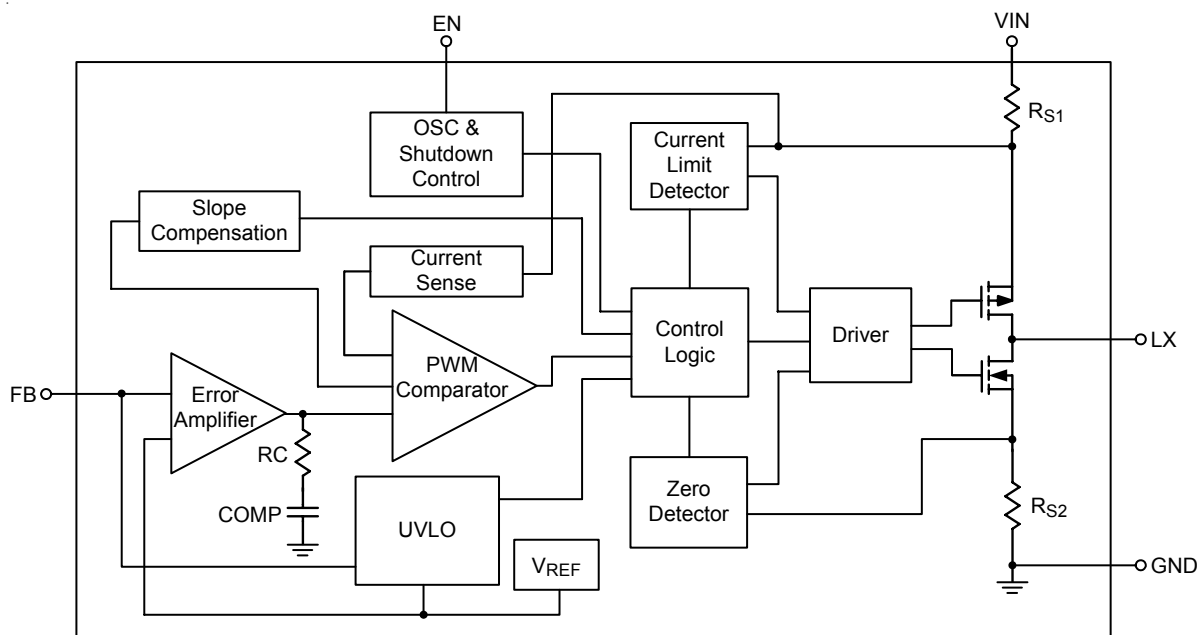 EN
VIN
RS1
OSC &
Shutdown
Control
Current
Limit
Detector
Slope
Compensation
Current
Sense
PWM
Comparator
Control
Logic
Driver
LX
FB
Error
Amplifier
RC
COMP
UVLO
VREF
Zero
Detector
RS2
GND